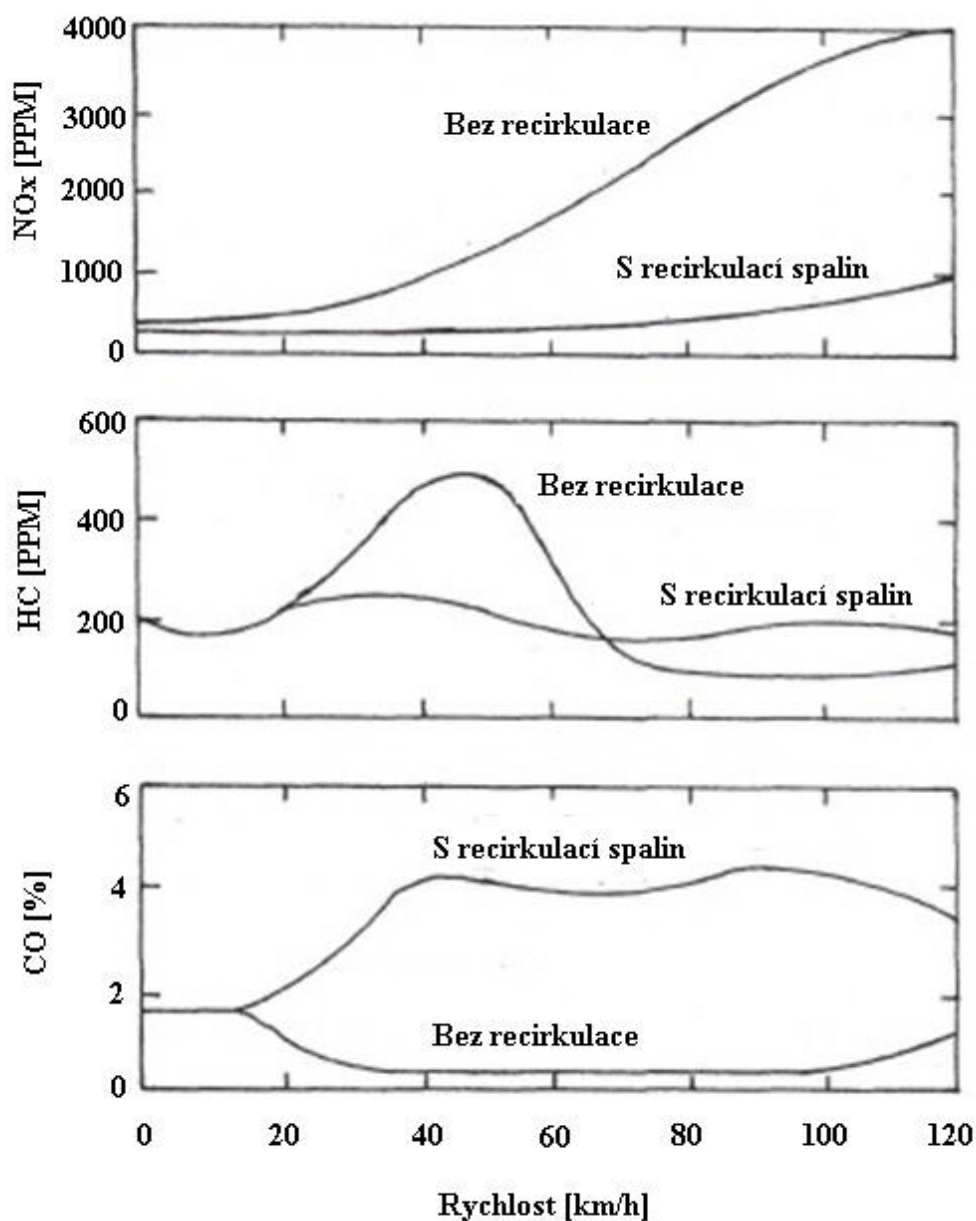 4000
3000
2000
1000
0
NOx [PPM]
Bez recirkulace
S recirkulací spalin
600
400
200
0
HC [PPM]
Bez recirkulace
S recirkulací spalin
6
4
2
0
CO [%]
S recirkulací spalin
Bez recirkulace
0 20 40 60 80 100 120
Rychlost [km/h]